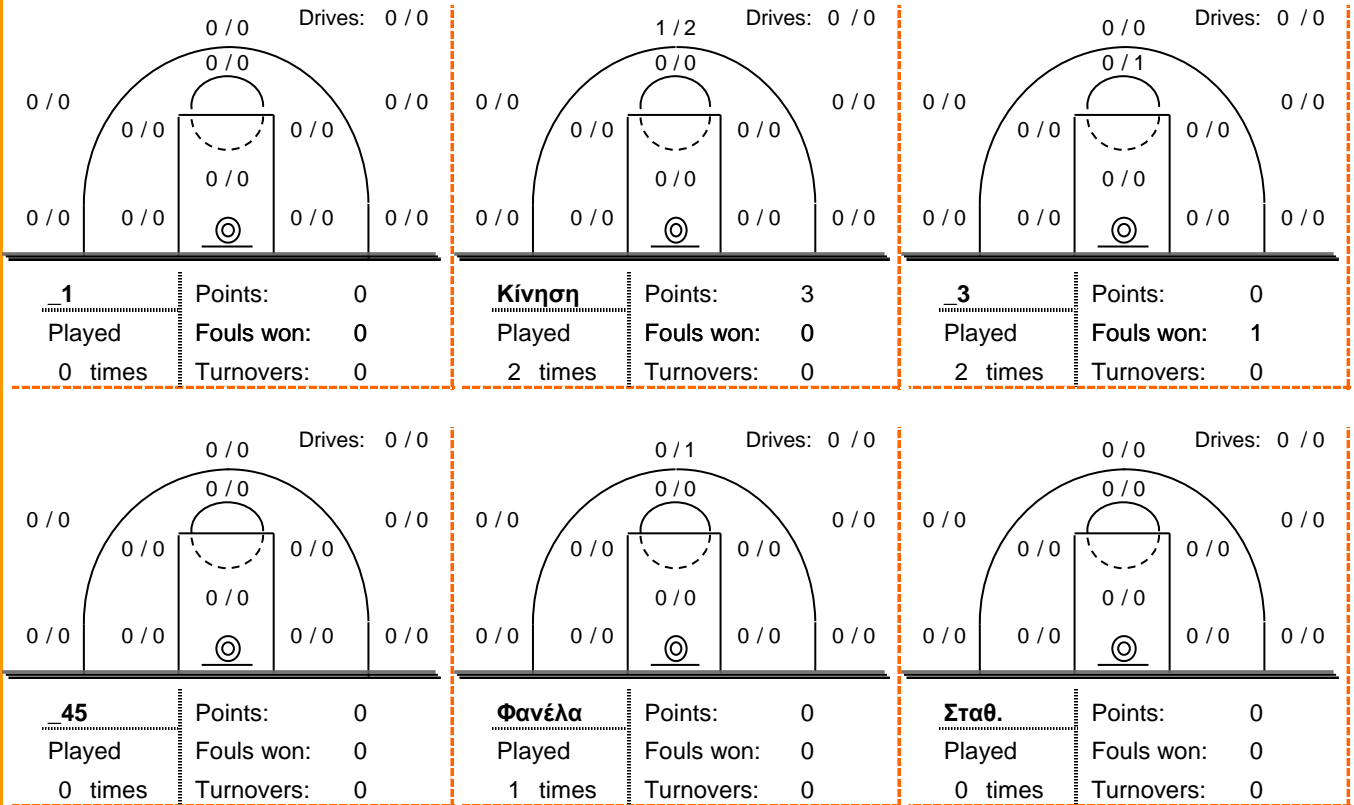 Drives: 0 / 0
0 / 0
0 / 0
0 / 0 0 / 0
0 / 0 0 / 0
0 / 0
0 / 0 0 / 0 0 / 0 0 / 0
_1 Points: 0
Played Fouls won: 0
0 times Turnovers: 0
Drives: 0 / 0
1 / 2
0 / 0
0 / 0 0 / 0
0 / 0 0 / 0
0 / 0
0 / 0 0 / 0 0 / 0 0 / 0
Κίνηση Points: 3
Played Fouls won: 0
2 times Turnovers: 0
Drives: 0 / 0
0 / 0
0 / 1
0 / 0 0 / 0
0 / 0 0 / 0
0 / 0
0 / 0 0 / 0 0 / 0 0 / 0
_3 Points: 0
Played Fouls won: 1
2 times Turnovers: 0
Drives: 0 / 0
0 / 0
0 / 0
0 / 0 0 / 0
0 / 0 0 / 0
0 / 0
0 / 0 0 / 0 0 / 0 0 / 0
_45 Points: 0
Played Fouls won: 0
0 times Turnovers: 0
Drives: 0 / 0
0 / 1
0 / 0
0 / 0 0 / 0
0 / 0 0 / 0
0 / 0
0 / 0 0 / 0 0 / 0 0 / 0
Φανέλα Points: 0
Played Fouls won: 0
1 times Turnovers: 0
Drives: 0 / 0
0 / 0
0 / 0
0 / 0 0 / 0
0 / 0 0 / 0
0 / 0
0 / 0 0 / 0 0 / 0 0 / 0
Σταθ. Points: 0
Played Fouls won: 0
0 times Turnovers: 0